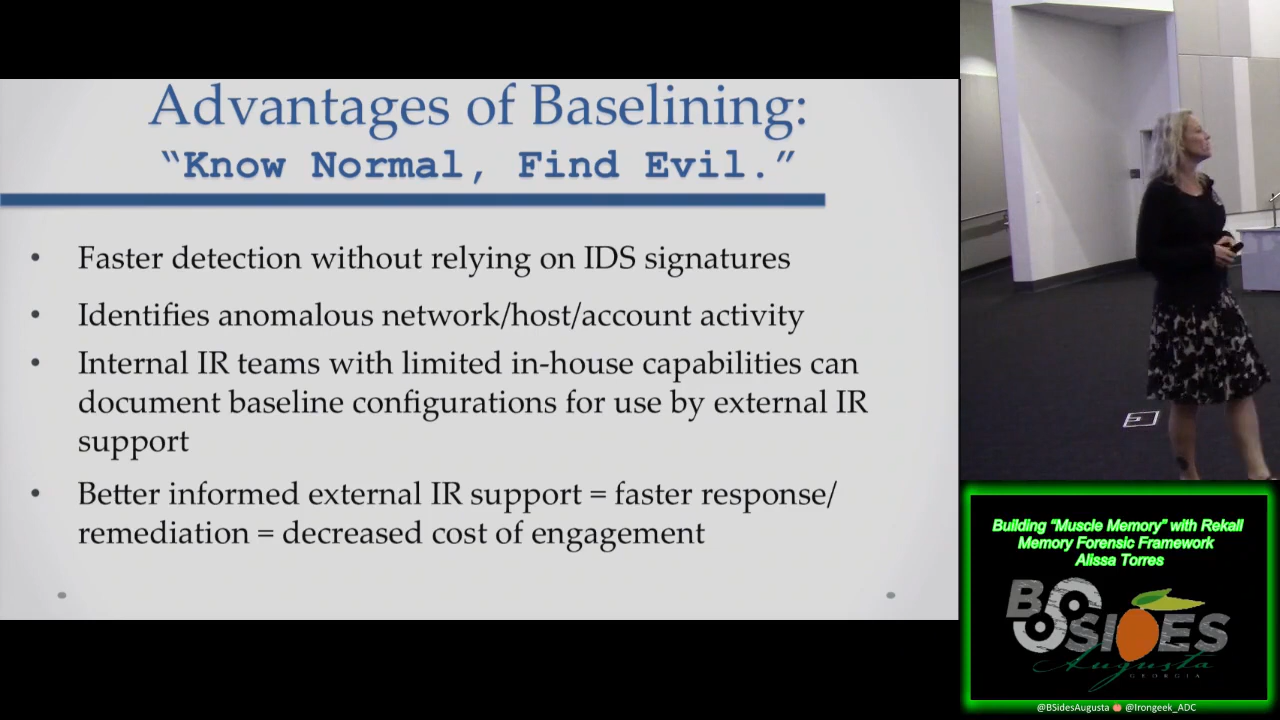 Advantages of Baselining:
“Know Normal, Find Evil.”
• Faster detection without relying on IDS signatures
• Identifies anomalous network/host/account activity
• Internal IR teams with limited in-house capabilities can
document baseline configurations for use by external IR
support
• Better informed external IR support = faster response/
remediation = decreased cost of engagement
Building “Muscle Memory” with Rekall
Memory Forensic Framework
Alissa Torres
BSIDES
Augusta
GEORGIA
@BSidesAugusta @Irongeek_ADC